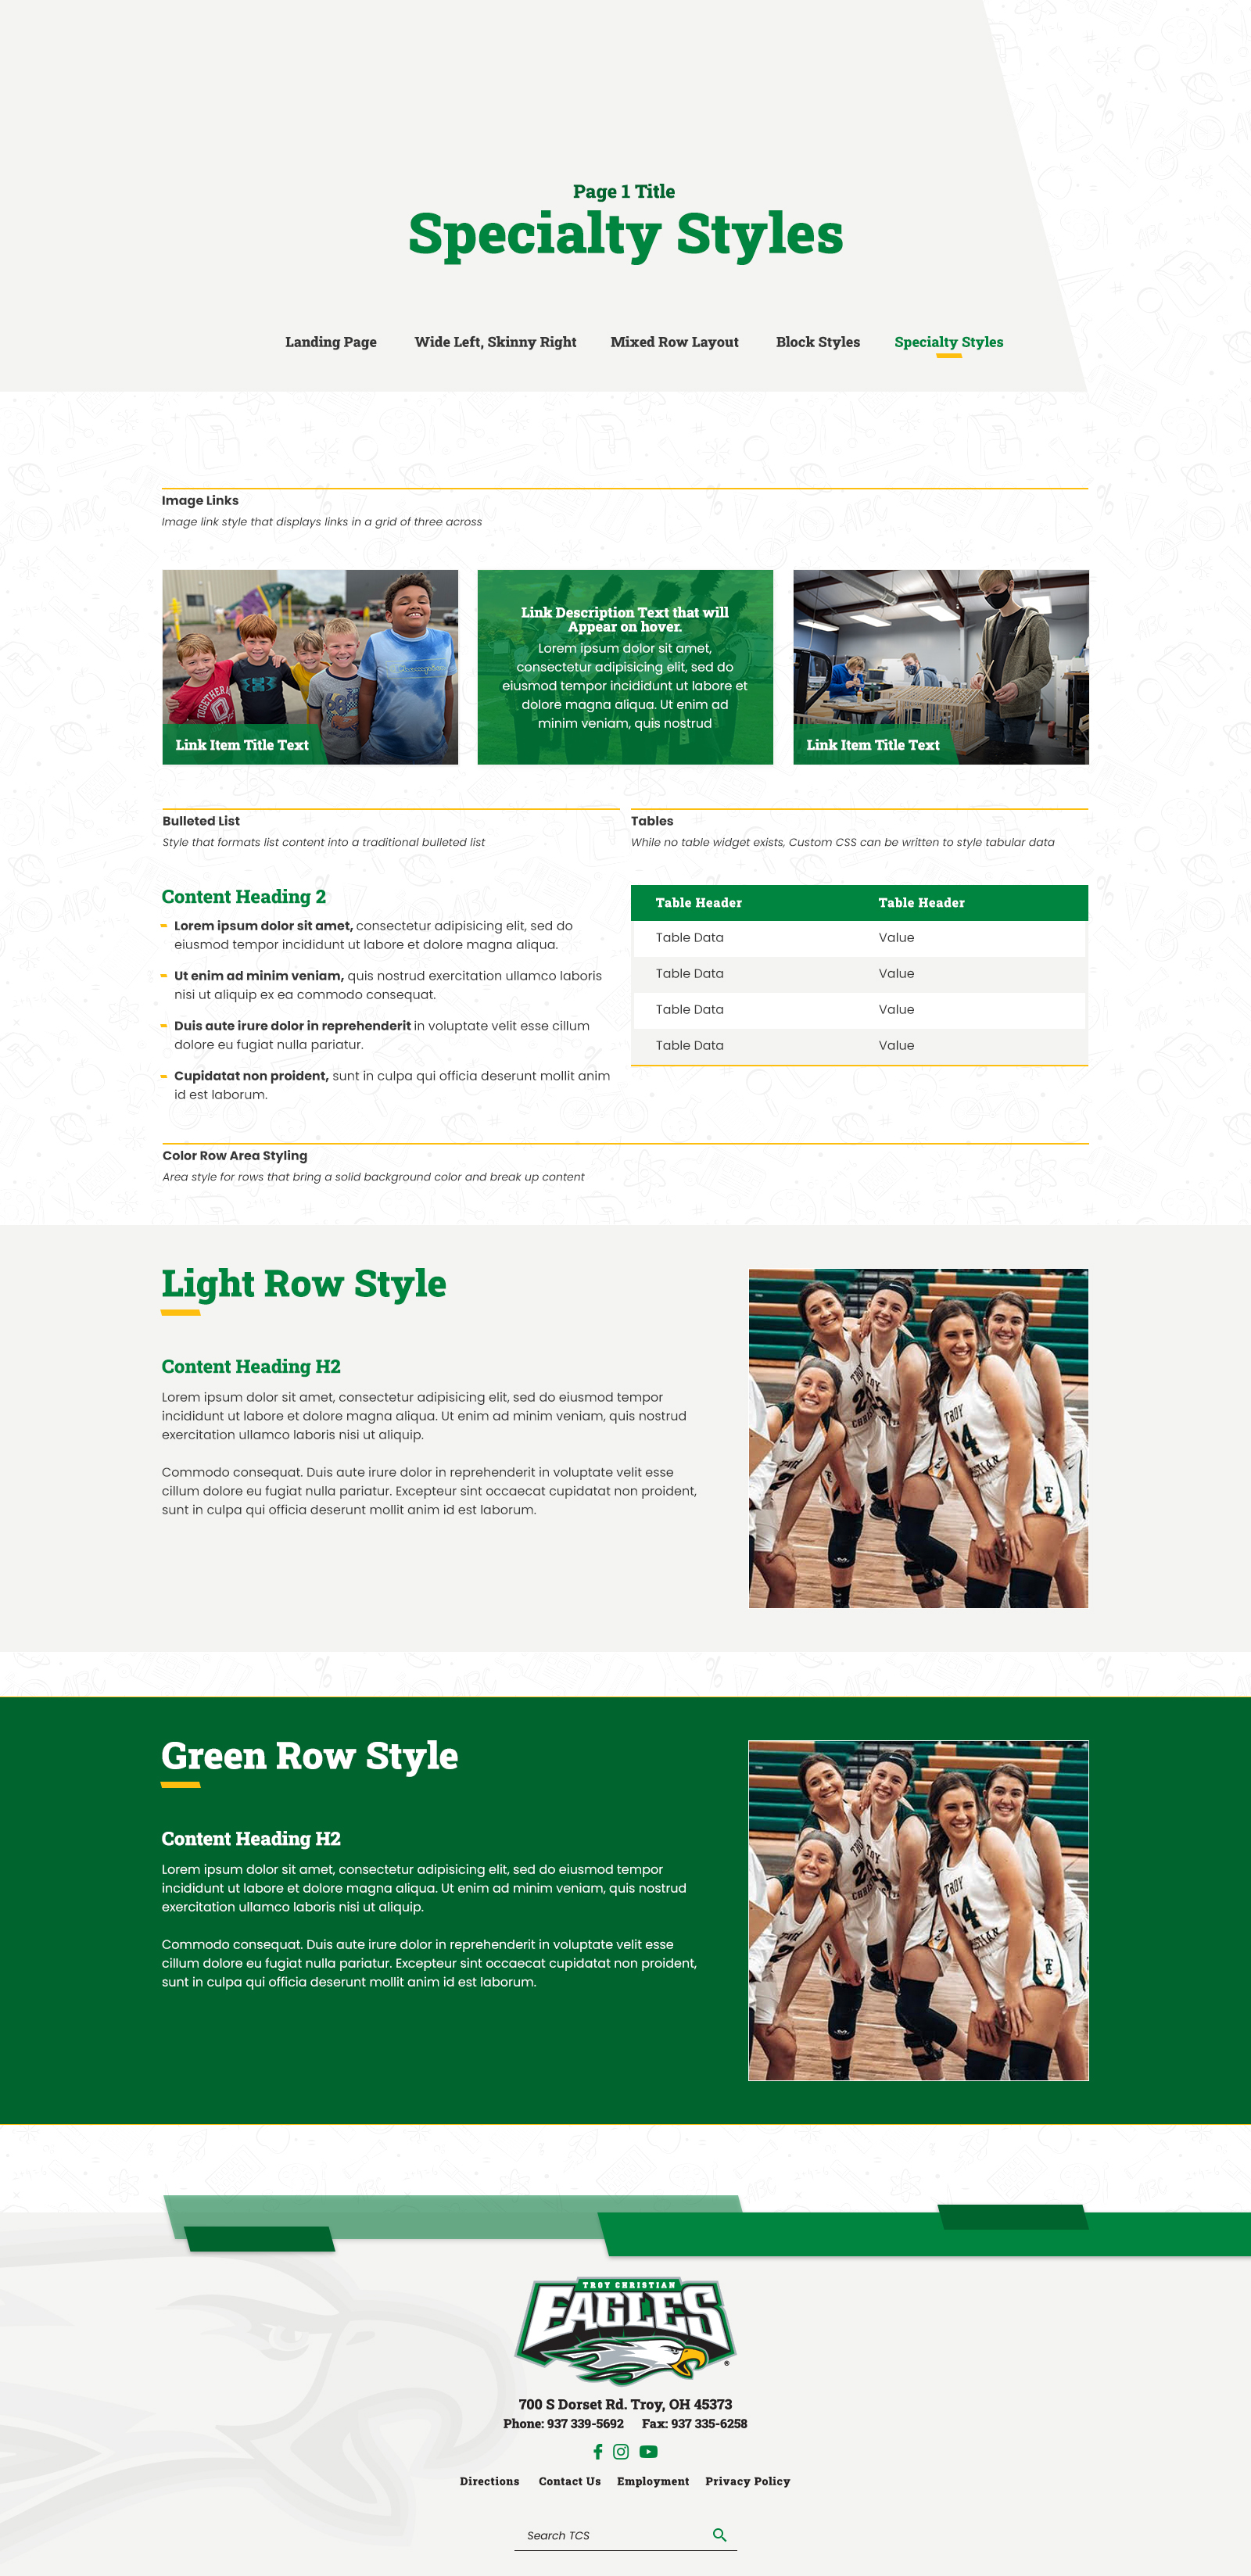 Page 1 Title
Specialty Styles
Landing Page
Wide Left, Skinny Right
Mixed Row Layout
Block Styles
Specialty Styles
Image Links
Image link style that displays links in a grid of three across
Link Item Title Text
Link Description Text that will
Appear on hover.
Lorem ipsum dolor sit amet,
consectetur adipisicing elit, sed do
eiusmod tempor incididunt ut labore et
dolore magna aliqua. Ut enim ad
minim veniam, quis nostrud
Link Item Title Text
Bulleted List
Style that formats list content into a traditional bulleted list
Content Heading 2
Lorem ipsum dolor sit amet, consectetur adipisicing elit, sed do
eiusmod tempor incididunt ut labore et dolore magna aliqua.
Ut enim ad minim veniam, quis nostrud exercitation ullamco laboris
nisi ut aliquip ex ea commodo consequat.
Duis aute irure dolor in reprehenderit in voluptate velit esse cillum
dolore eu fugiat nulla pariatur.
Cupidatat non proident, sunt in culpa qui officia deserunt mollit anim
id est laborum.
Tables
While no table widget exists, Custom CSS can be written to style tabular data
Table Header Table Header
Table Data Value
Table Data Value
Table Data Value
Table Data Value
Color Row Area Styling
Area style for rows that bring a solid background color and break up content
Light Row Style
Content Heading H2
Lorem ipsum dolor sit amet, consectetur adipisicing elit, sed do eiusmod tempor
incididunt ut labore et dolore magna aliqua. Ut enim ad minim veniam, quis nostrud
exercitation ullamco laboris nisi ut aliquip.
Commodo consequat. Duis aute irure dolor in reprehenderit in voluptate velit esse
cillum dolore eu fugiat nulla pariatur. Excepteur sint occaecat cupidatat non proident,
sunt in culpa qui officia deserunt mollit anim id est laborum.
TROY
Green Row Style
Content Heading H2
Lorem ipsum dolor sit amet, consectetur adipisicing elit, sed do eiusmod tempor
incididunt ut labore et dolore magna aliqua. Ut enim ad minim veniam, quis nostrud
exercitation ullamco laboris nisi ut aliquip.
Commodo consequat. Duis aute irure dolor in reprehenderit in voluptate velit esse
cillum dolore eu fugiat nulla pariatur. Excepteur sint occaecat cupidatat non proident,
sunt in culpa qui officia deserunt mollit anim id est laborum.
TROY
TROY CHRISTIAN
EAGLES
®
700 S Dorset Rd. Troy, OH 45373
Phone: 937 339-5692 Fax: 937 335-6258
Directions
Contact Us
Employment
Privacy Policy
Search TCS